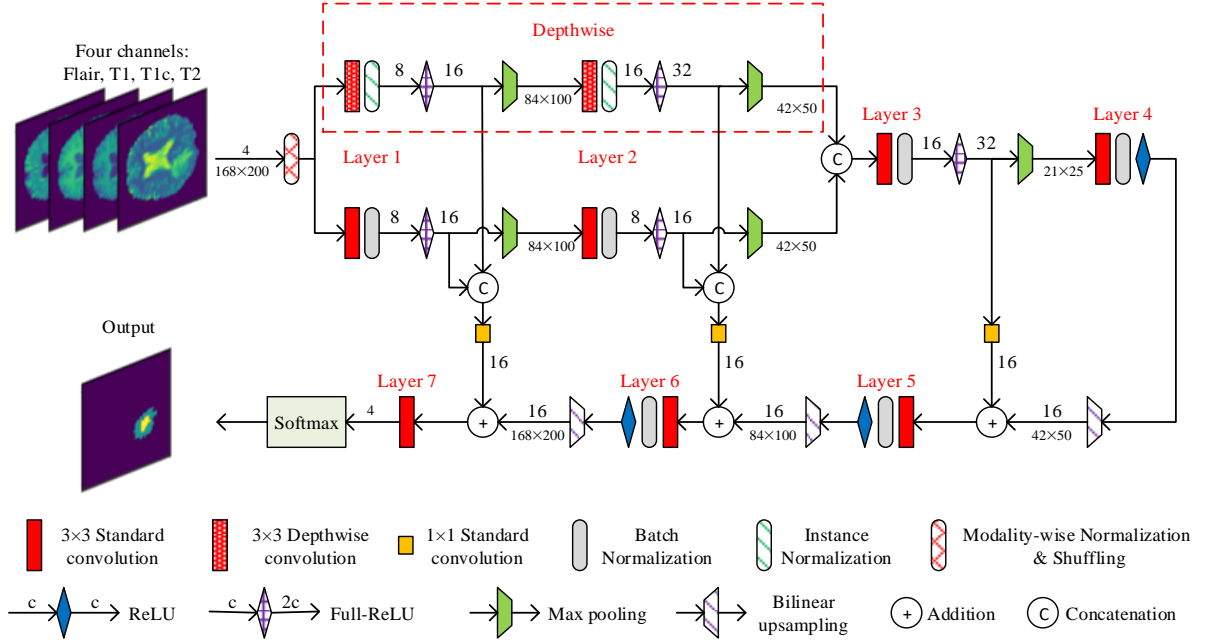 Four channels:
Flair, T1, T1c, T2
Depthwise
8
16
84×100
16
32
42×50
4
168×200
Layer 1
Layer 2
Layer 3
Layer 4
16
32
21×25
C
8
16
84×100
8
16
42×50
C
C
16
16
16
Output
Layer 7
Layer 6
Layer 5
Softmax
4
+
16
168×200
+
16
84×100
+
16
42×50
3×3 Standard
convolution
3×3 Depthwise
convolution
1×1 Standard
convolution
Batch
Normalization
Instance
Normalization
Modality-wise Normalization
& Shuffling
c
c
ReLU
c
2c
Full-ReLU
Max pooling
Bilinear
upsampling
+
Addition
C
Concatenation